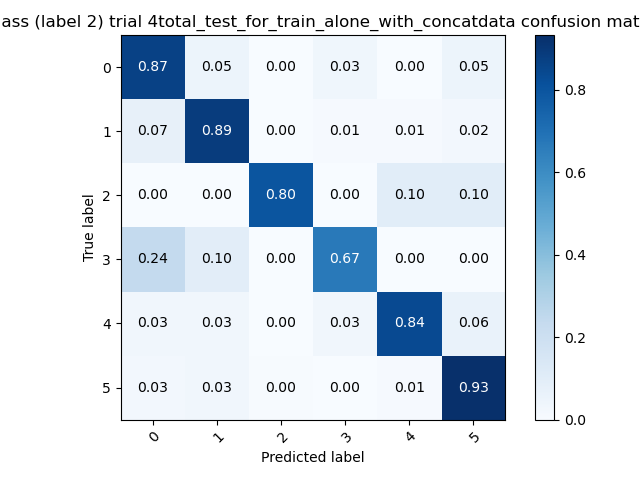 ass (label 2) trial 4total_test_for_train_alone_with_concatdata confusion mat
0 0.87 0.05 0.00 0.03 0.00 0.05
1 0.07 0.89 0.00 0.01 0.01 0.02
2 0.00 0.00 0.80 0.00 0.10 0.10
3 0.24 0.10 0.00 0.67 0.00 0.00
4 0.03 0.03 0.00 0.03 0.84 0.06
5 0.03 0.03 0.00 0.00 0.01 0.93
0 1 2 3 4 5
True label
Predicted label
0.8
0.6
0.4
0.2
0.0